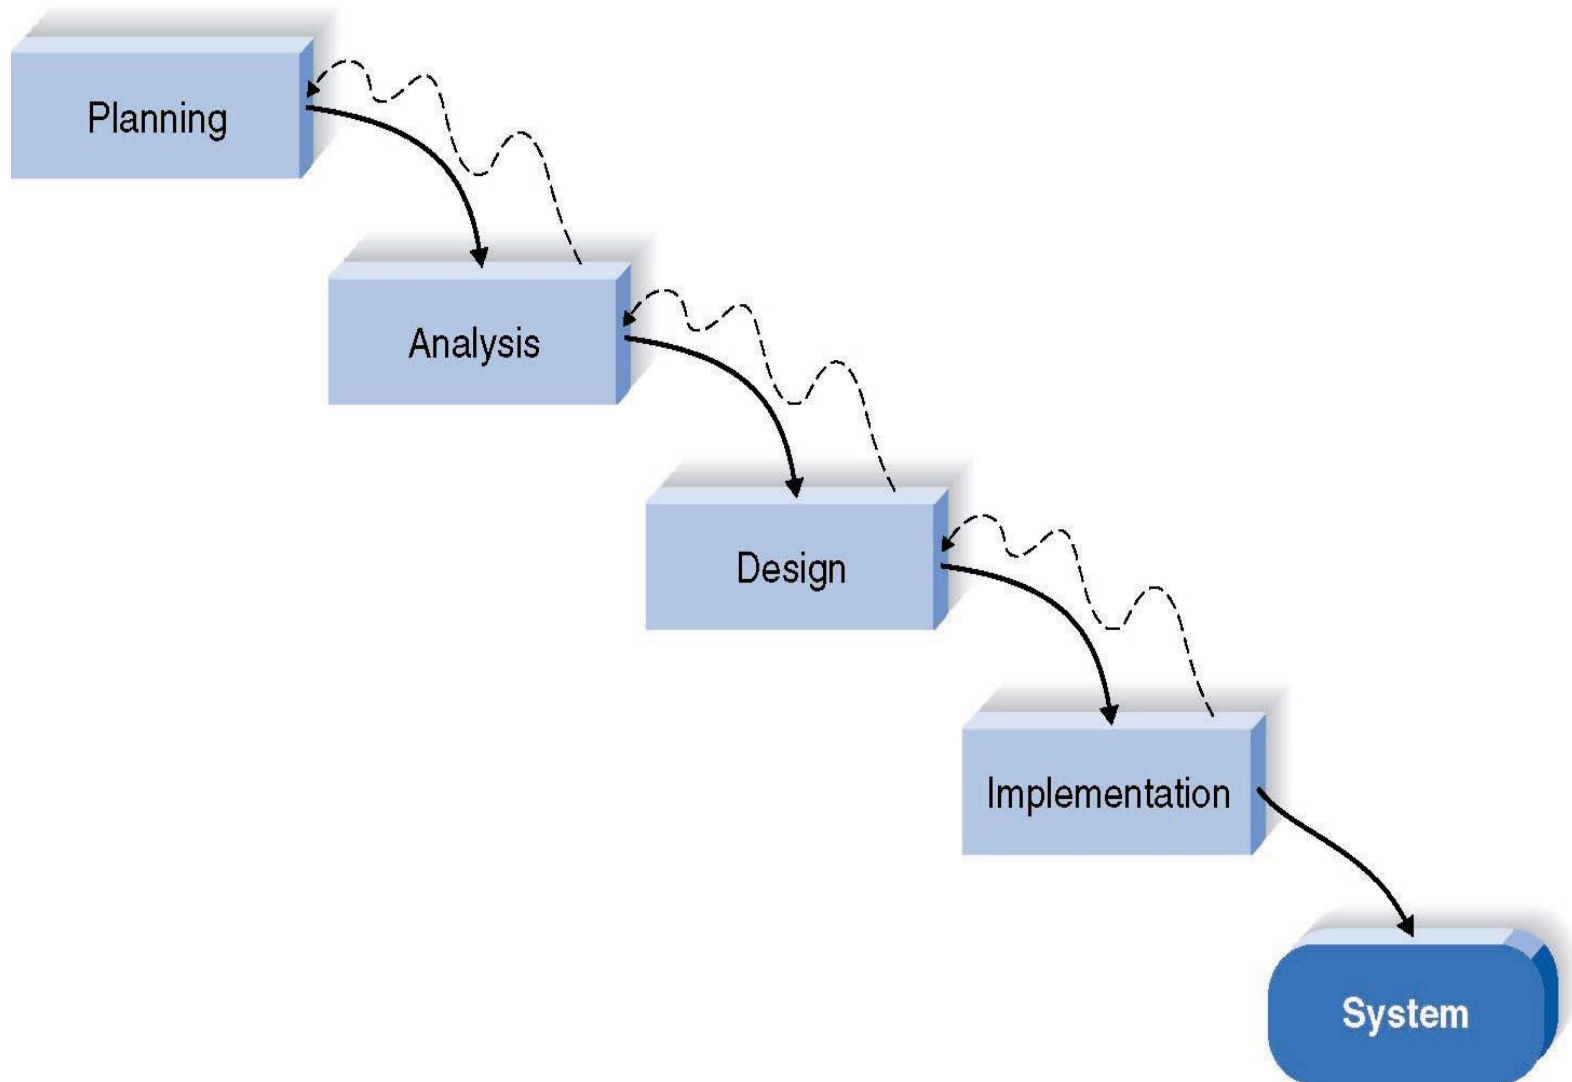 Planning
Analysis
Design
Implementation
System